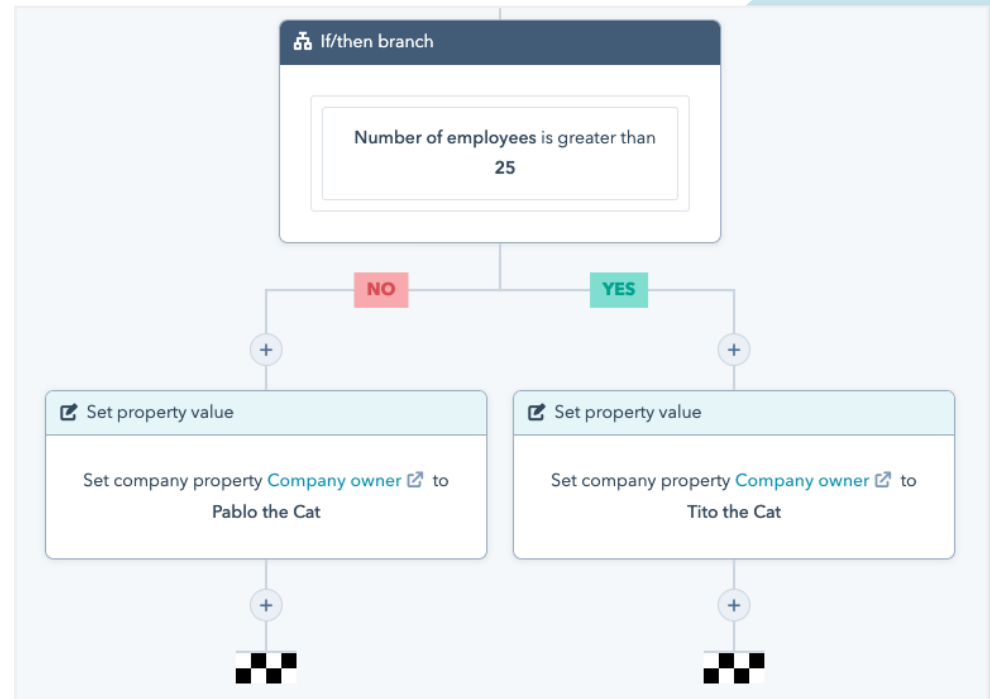 If/then branch
Number of employees is greater than
25
NO
YES
Set property value
Set company property Company owner to
Pablo the Cat
Set property value
Set company property Company owner to
Tito the Cat